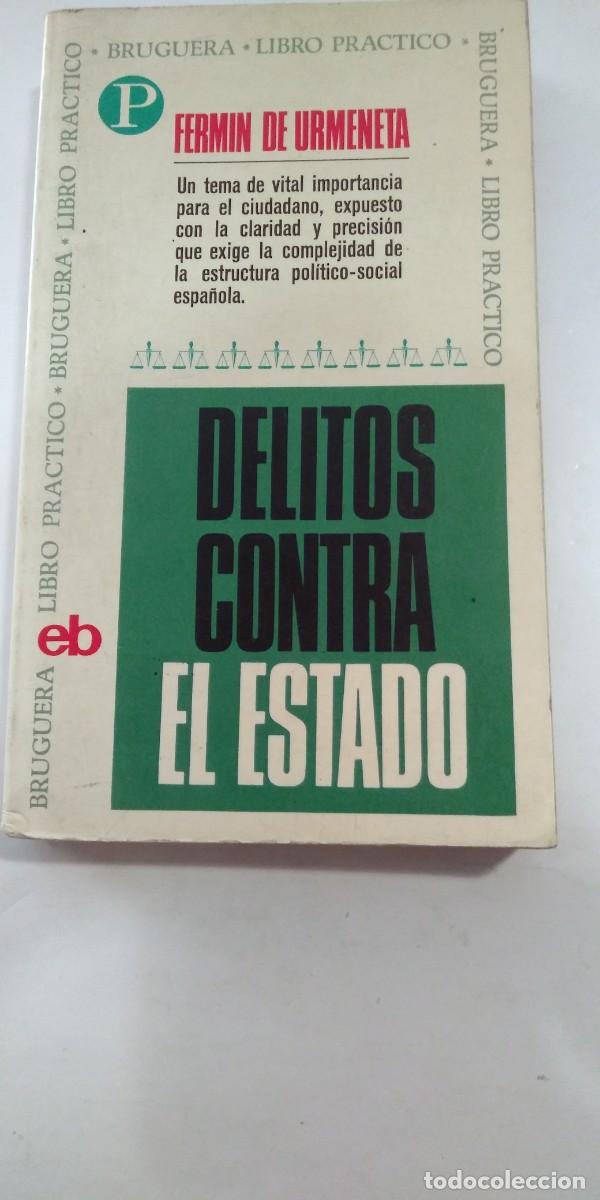 * BRUGUERA * LIBRO PRACTICO *
BRUGUERA * LIBRO PRACTICO
BRUGUERA LIBRO PRACTICO * BRUGUERA * LIBRO PRACTICO
P
FERMIN DE URMENETA
Un tema de vital importancia
para el ciudadano, expuesto
con la claridad y precisión
que exige la complejidad de
la estructura político-social
española.
DELITOS
CONTRA
EL ESTADO
eb
todocoleccion